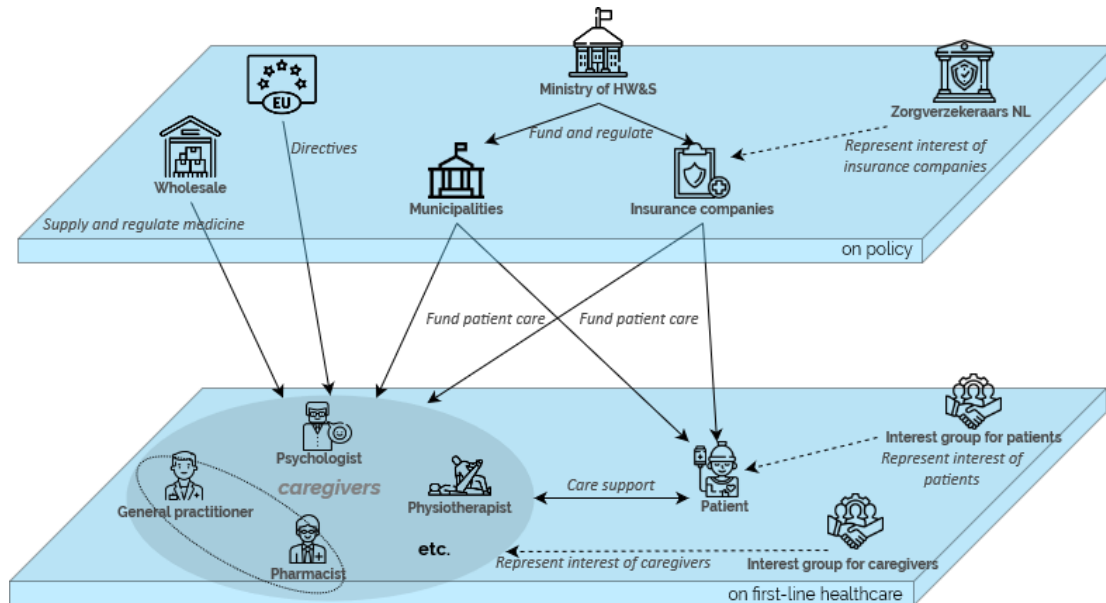 EU
Ministry of HW&S
Zorgverzekeraars NL
Fund and regulate
Directives
Represent interest of
insurance companies
Wholesale
Municipalities
Insurance companies
Supply and regulate medicine
on policy
Fund patient care
Fund patient care
Interest group for patients
Represent interest of
patients
Psychologist
caregivers
General practitioner
Physiotherapist
Care support
Patient
etc.
Represent interest of caregivers
Interest group for caregivers
Pharmacist
on first-line healthcare